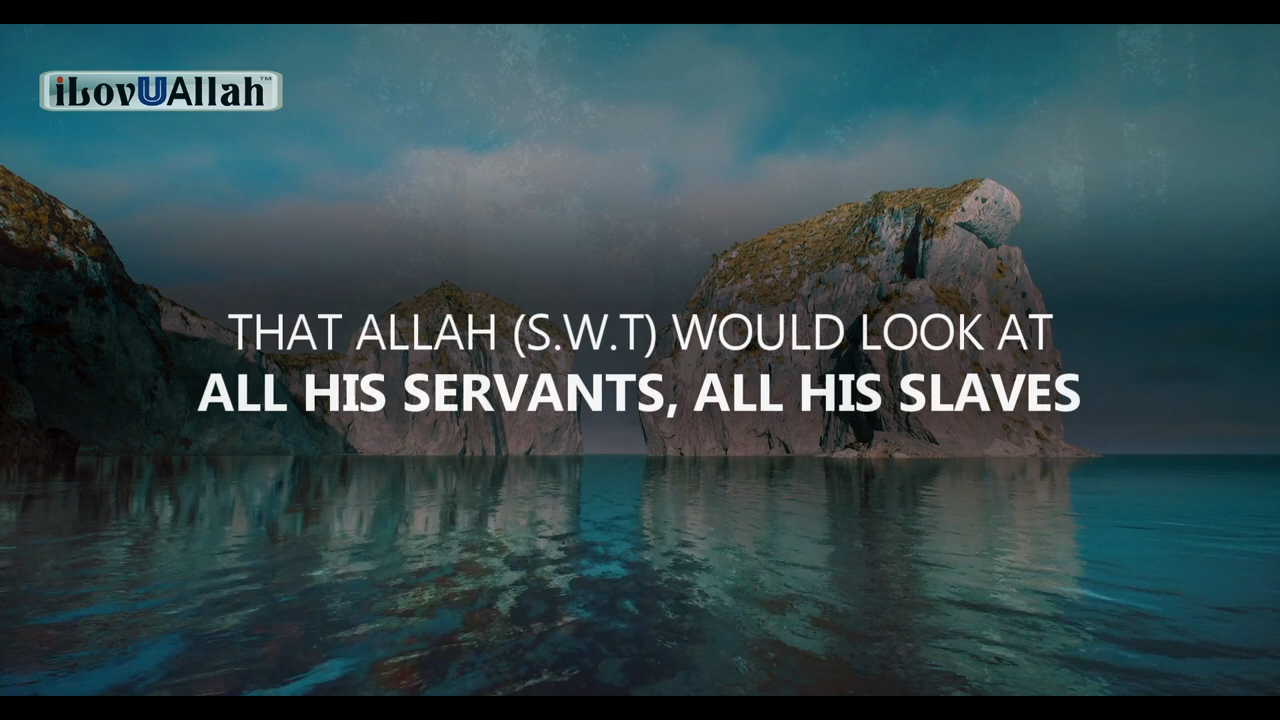 iLovUAllah™
THAT ALLAH (S.W.T) WOULD LOOK AT
ALL HIS SERVANTS, ALL HIS SLAVES